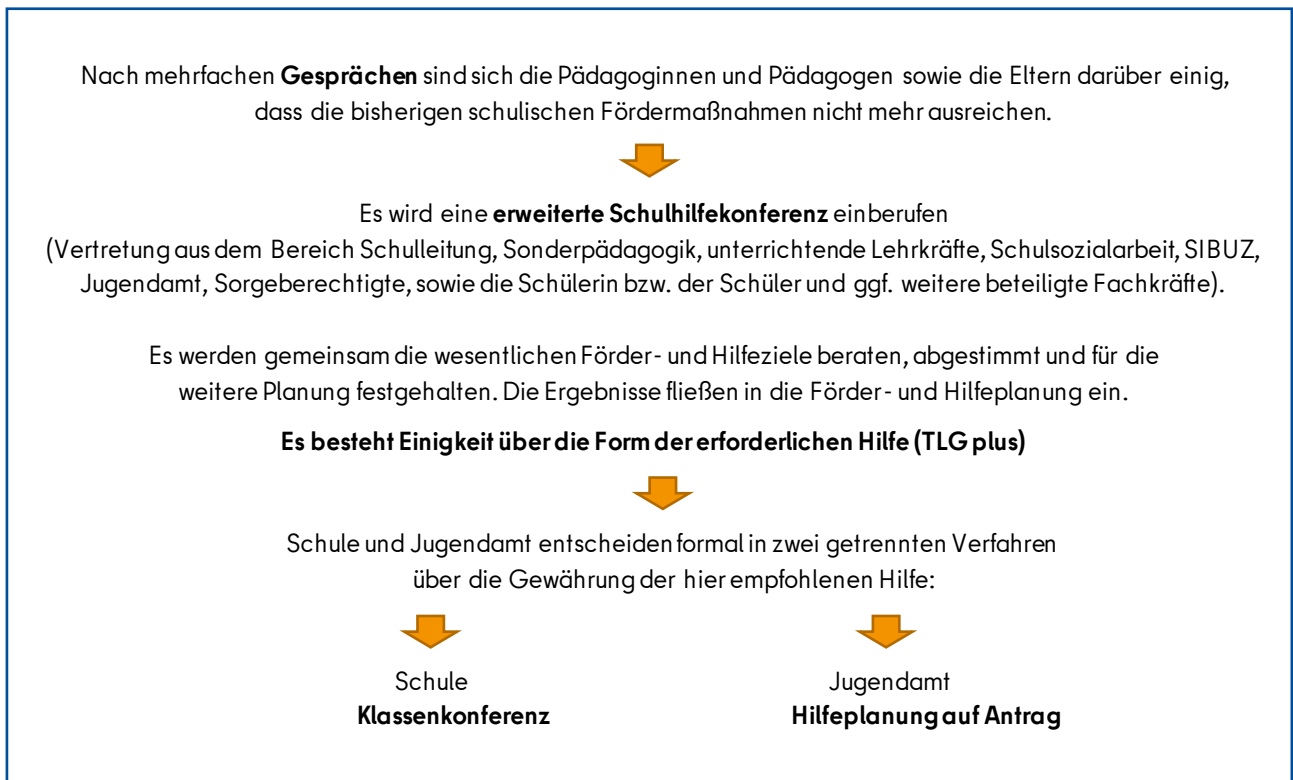 Nach mehrfachen Gesprächen sind sich die Pädagoginnen und Pädagogen sowie die Eltern darüber einig,
dass die bisherigen schulischen Fördermaßnahmen nicht mehr ausreichen.
Es wird eine erweiterte Schulhilfekonferenz einberufen
(Vertretung aus dem Bereich Schulleitung, Sonderpädagogik, unterrichtende Lehrkräfte, Schulsozialarbeit, SIBUZ,
Jugendamt, Sorgeberechtigte, sowie die Schülerin bzw. der Schüler und ggf. weitere beteiligte Fachkräfte).
Es werden gemeinsam die wesentlichen Förder- und Hilfeziele beraten, abgestimmt und für die
weitere Planung festgehalten. Die Ergebnisse fließen in die Förder- und Hilfeplanung ein.
Es besteht Einigkeit über die Form der erforderlichen Hilfe (TLG plus)
Schule und Jugendamt entscheiden formal in zwei getrennten Verfahren
über die Gewährung der hier empfohlenen Hilfe:
Schule
Klassenkonferenz
Jugendamt
Hilfeplanung auf Antrag